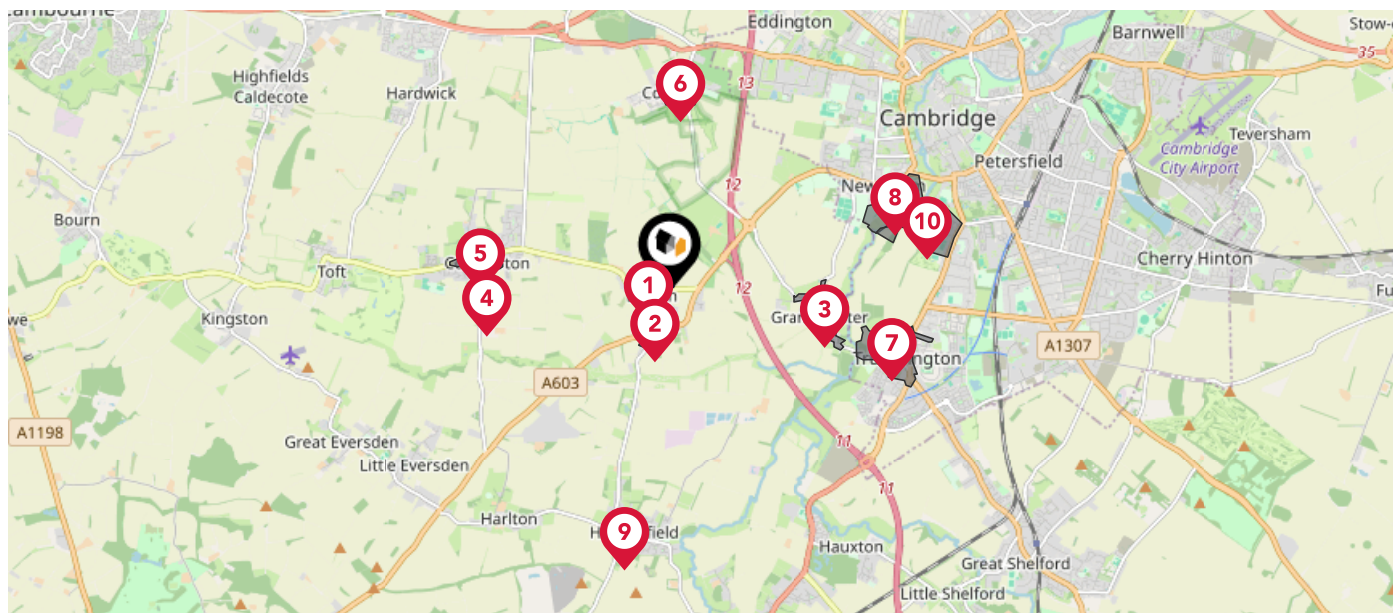 Eddington
Barnwell
Stow-
35
Highfields
Caldecote
Hardwick
6
13
Cambridge
Petersfield
Teversham
Cambridge
City Airport
12
8
10
Bourn
5
Toft
1
12
Cherry Hinton
4
Kingston
2
3
7
A1307
A603
A1198
Great Eversden
Little Eversden
11
11
Harlton
9
Hauxton
Great Shelford
Little Shelford